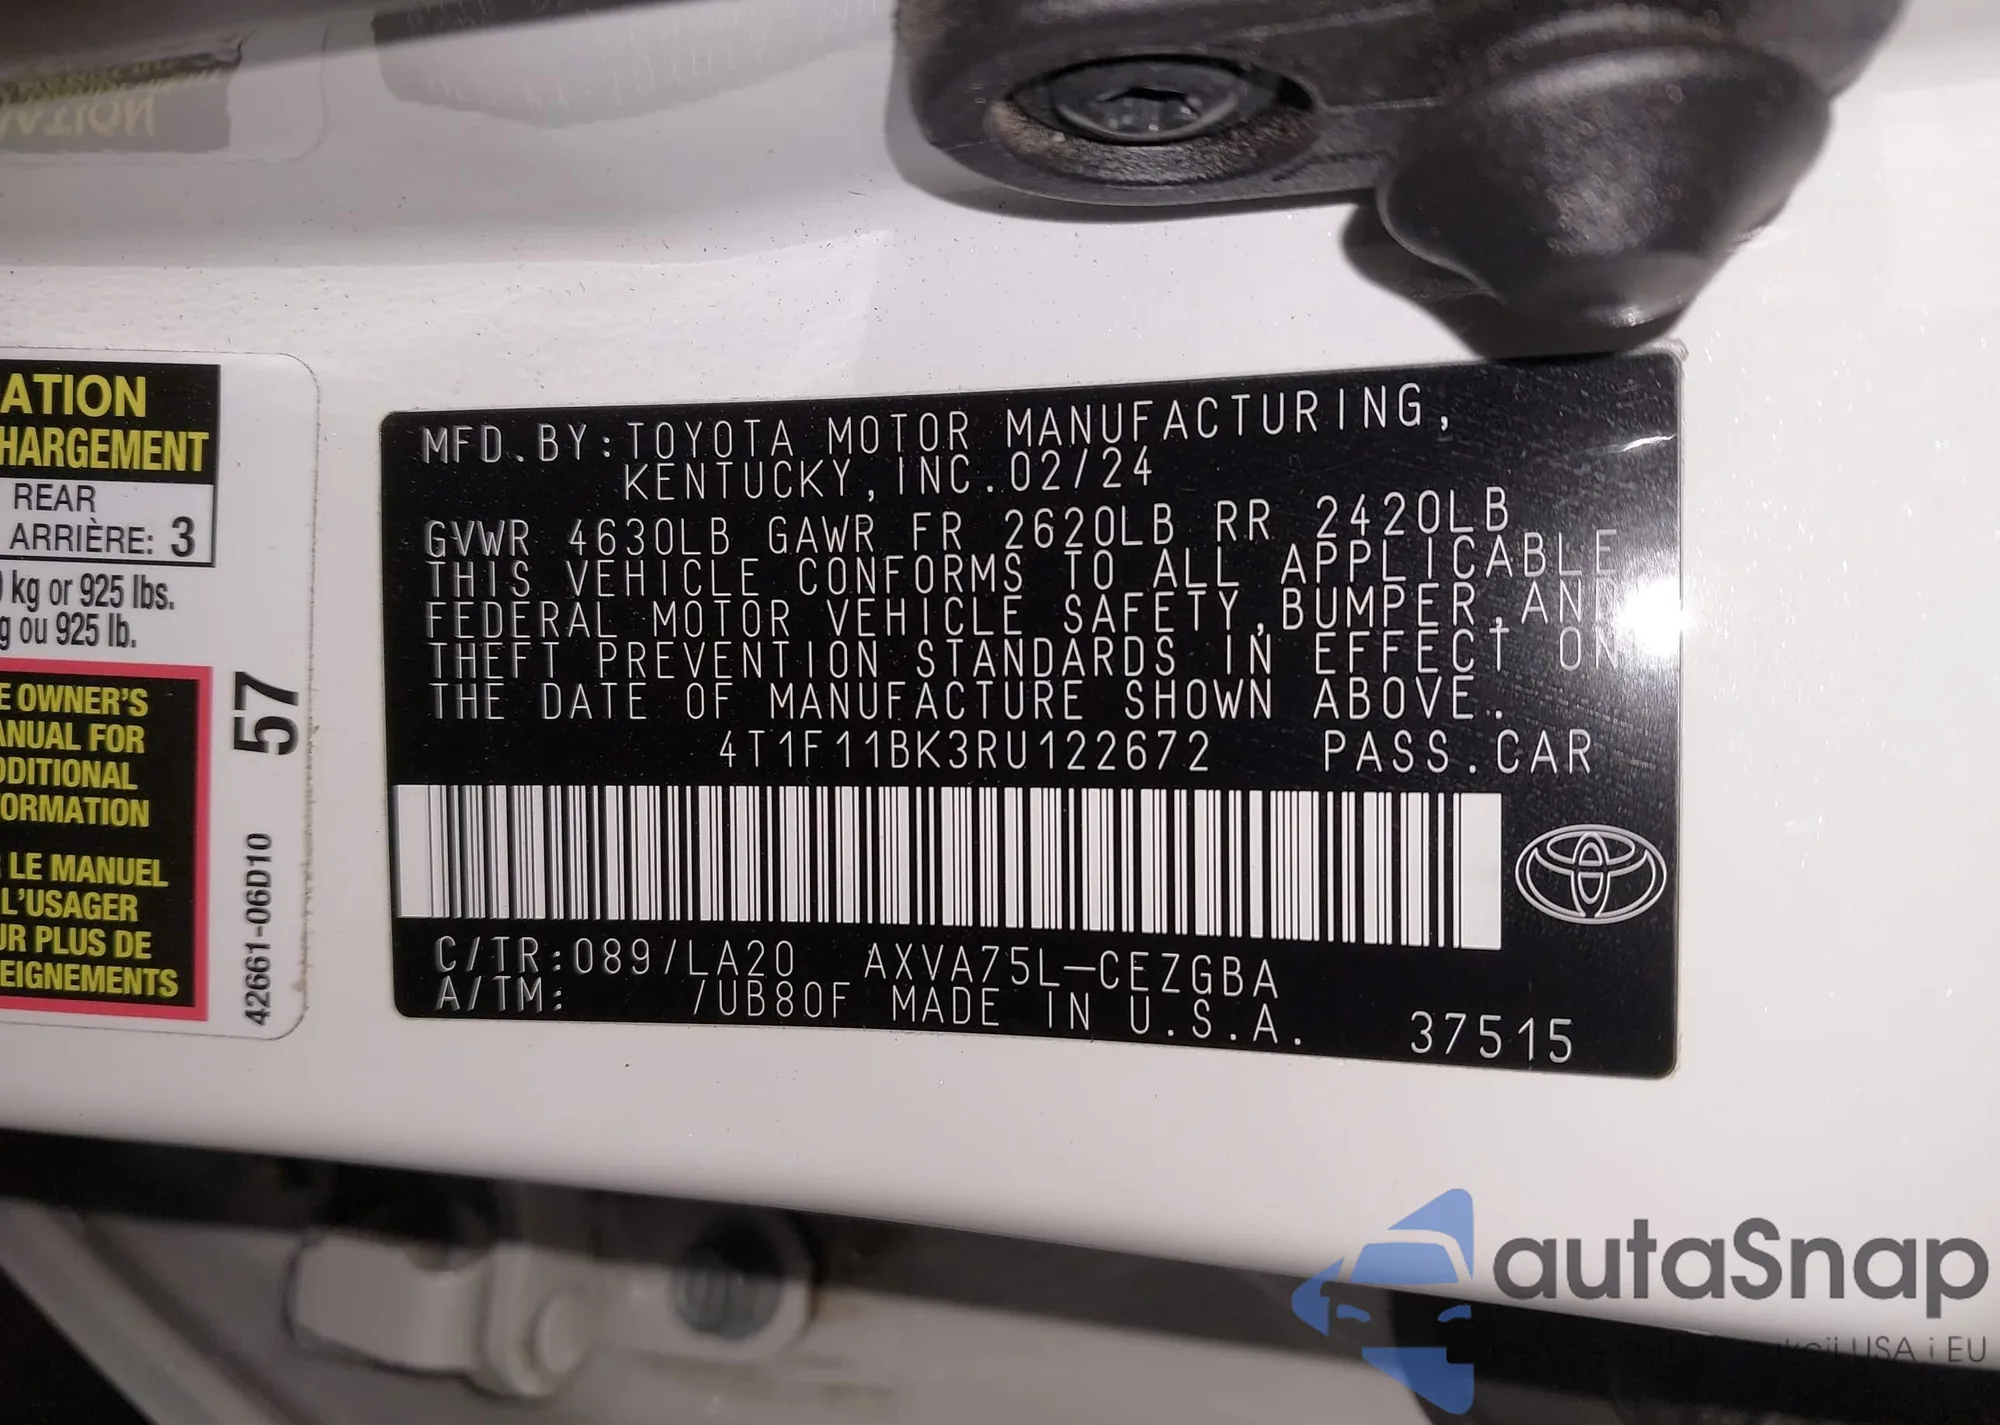 ATION
HARGEMENT
REAR
ARRIÈRE: 3
kg or 925 lbs.
g ou 925 lb.
E OWNER'S
ANUAL FOR
DDITIONAL
FORMATION
R LE MANUEL
L'USAGER
UR PLUS DE
EIGNEMENTS
57
42661-06D10
MFD.BY:TOYOTA MOTOR MANUFACTURING,
KENTUCKY,INC.02/24
GVWR 4630LB GAWR FR 2620LB RR 2420LB
THIS VEHICLE CONFORMS TO ALL APPLICABLE
FEDERAL MOTOR VEHICLE SAFETY,BUMPER,AND
THEFT PREVENTION STANDARDS IN EFFECT ON
THE DATE OF MANUFACTURE SHOWN ABOVE.
4T1F11BK3RU122672 PASS.CAR
C/TR:089/LA20 AXVA75L-CEZGBA
A/TM: /UB80F MADE IN U.S.A. 37515
autaSnap
USA i EU